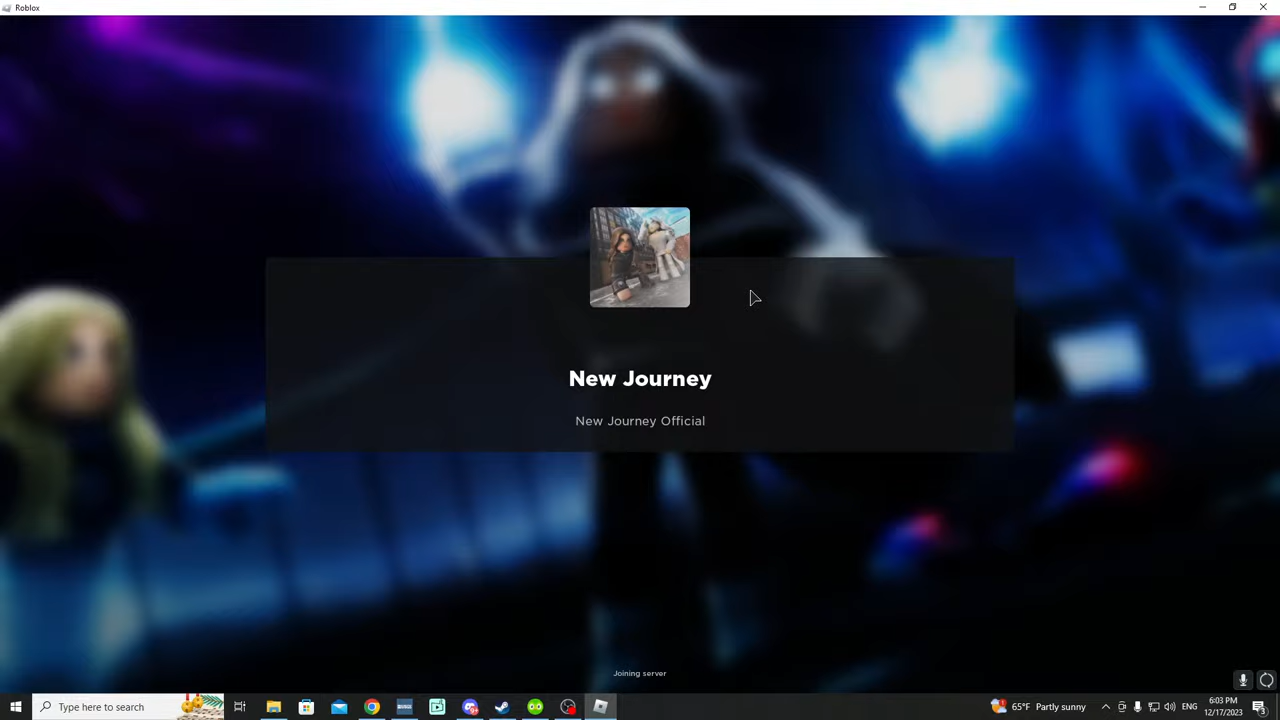 Roblox
New Journey
New Journey Official
Joining server
Type here to search
65°F Partly sunny
ENG
6:03 PM
12/17/2023